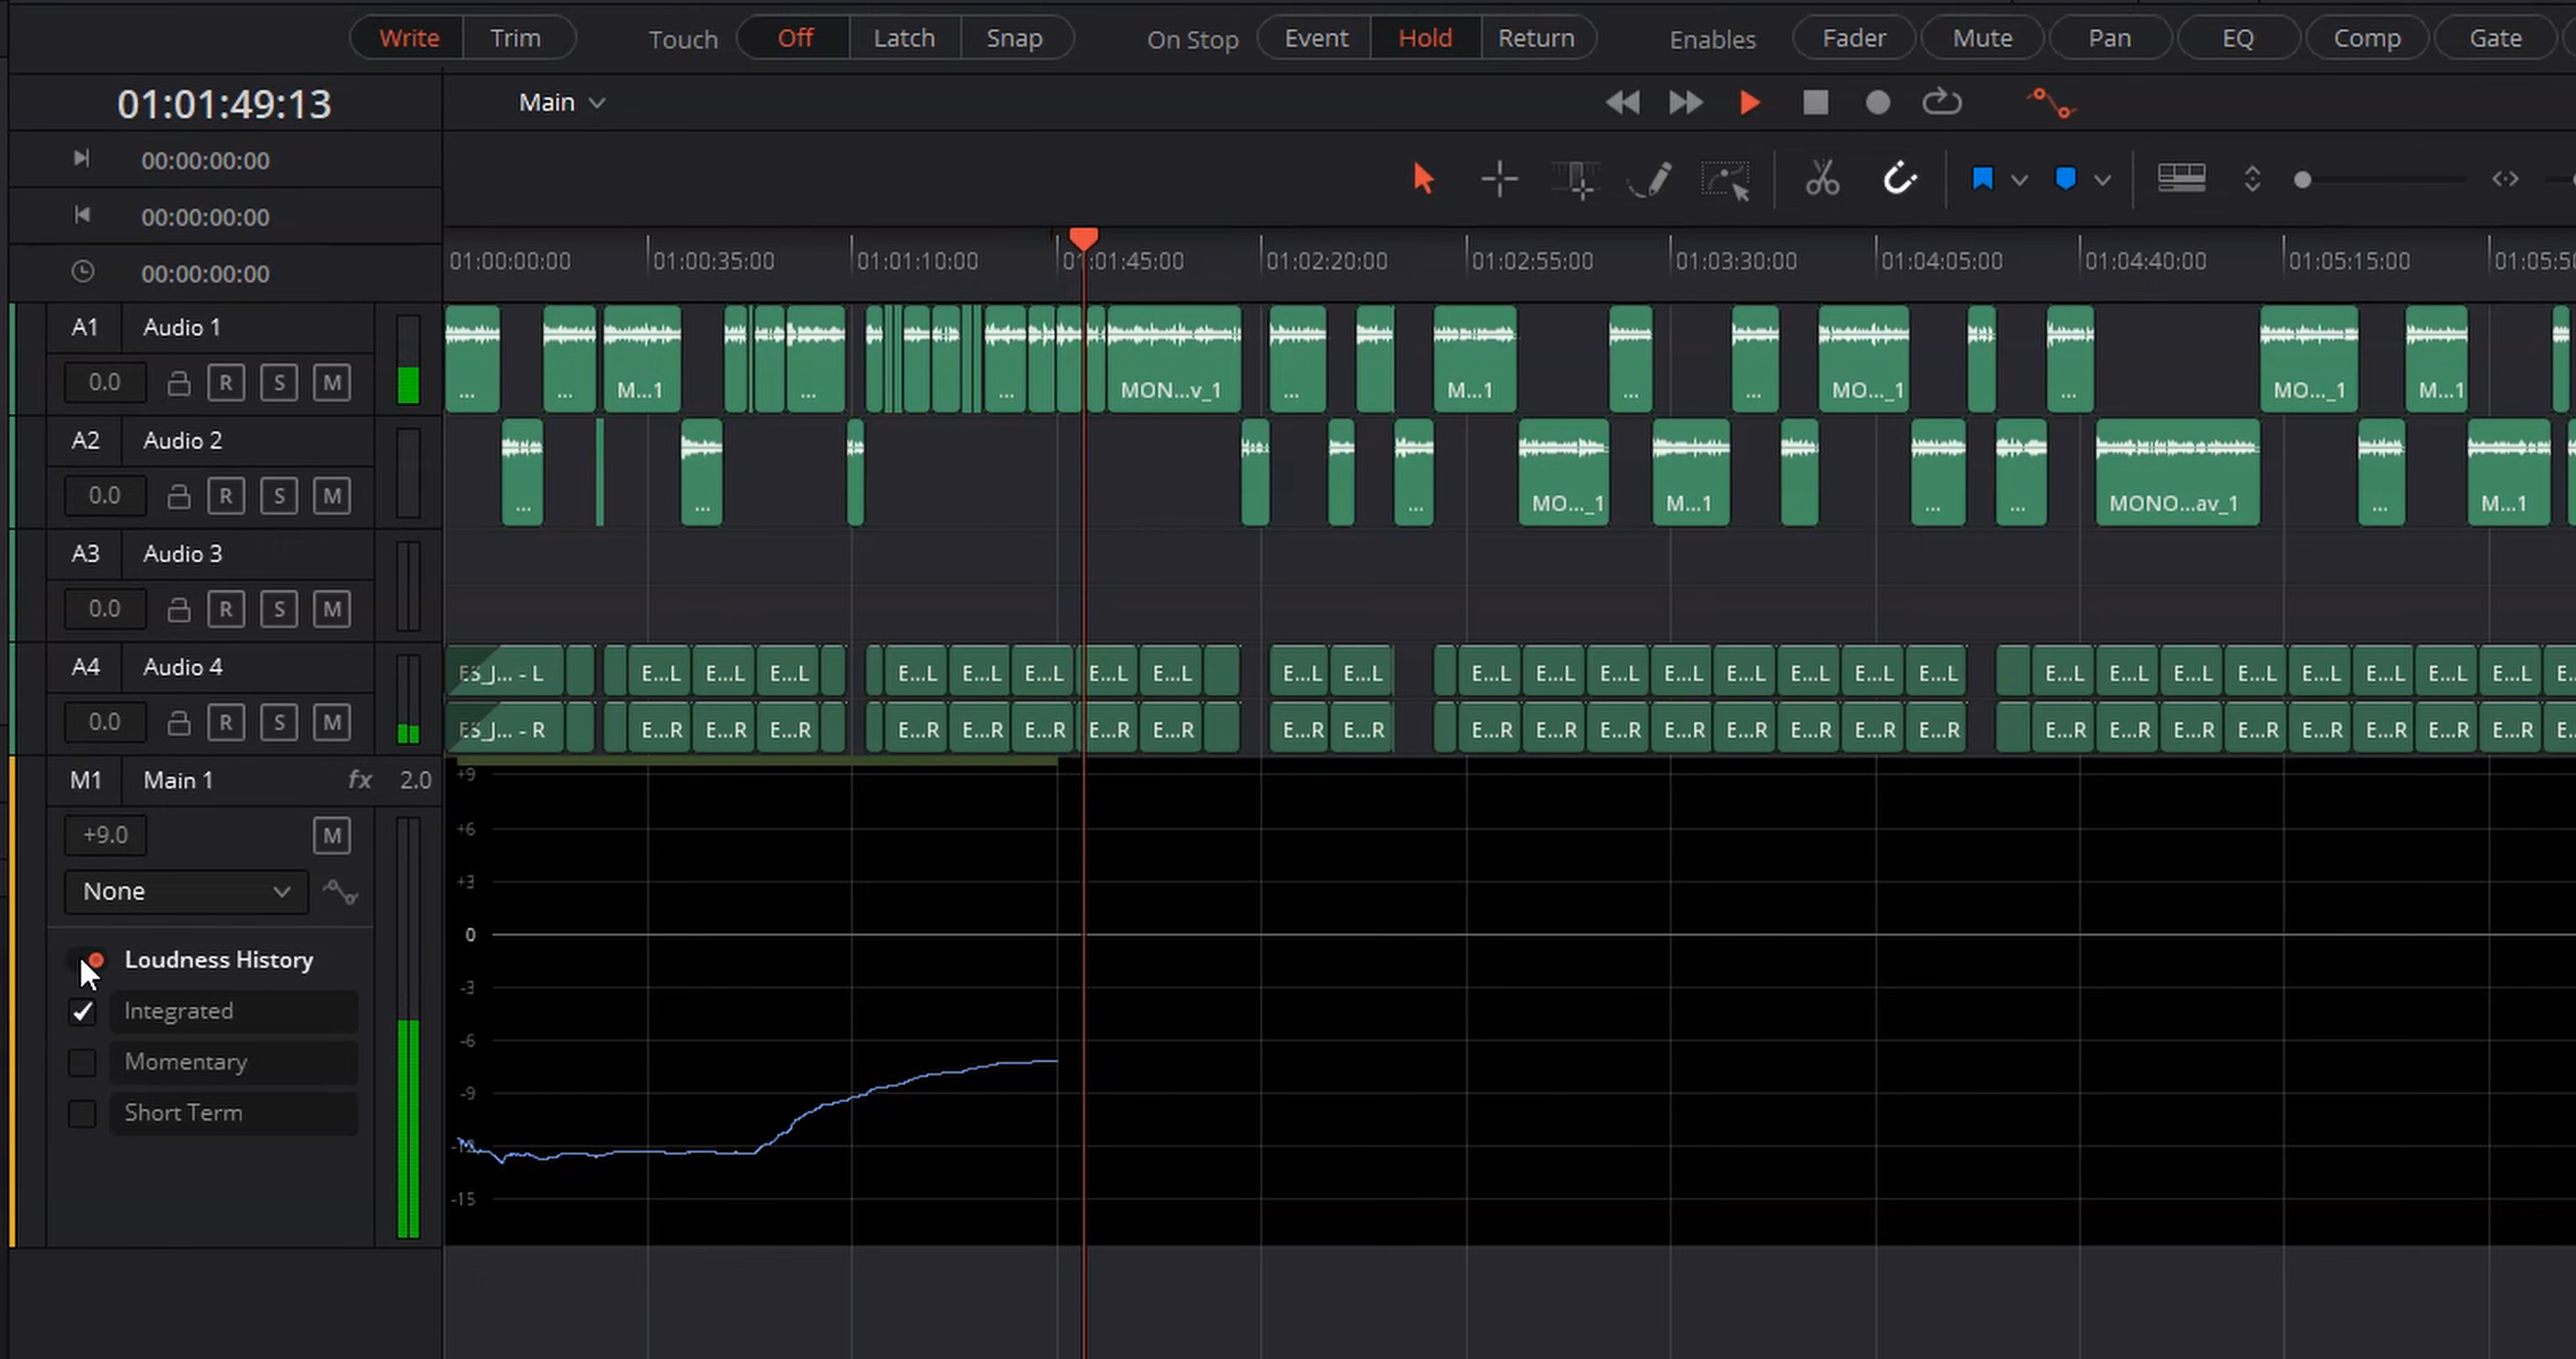 Write Trim Touch Off Latch Snap On Stop Event Hold Return Enables Fader Mute Pan EQ Comp Gate
01:01:49:13 Main
00:00:00:00
00:00:00:00
00:00:00:00
01:00:00:00 01:00:35:00 01:01:10:00 01:01:45:00 01:02:20:00 01:02:55:00 01:03:30:00 01:04:05:00 01:04:40:00 01:05:15:00 01:05:50
A1 Audio 1
0.0 R S M
... ... M...1 ... ... MON...v_1 ... M...1 ... ... MO..._1 ... MO..._1 M...1
A2 Audio 2
0.0 R S M
... ... ... MO..._1 M...1 ... ... MONO...av_1 ... M...1
A3 Audio 3
0.0 R S M
A4 Audio 4
ES_J... - L E...L E...L E...L E...L E...L E...L E...L E...L E...L E...L E...L E...L E...L E...L E...L E...L E...L E...L E...L E...L E...L E...L E...L E...L E...L E...L E..
0.0 R S M
ES_J... - R E...R E...R E...R E...R E...R E...R E...R E...R E...R E...R E...R E...R E...R E...R E...R E...R E...R E...R E...R E...R E...R E...R E...R E...R E...R E...R E..
M1 Main 1 fx 2.0
+9
+9.0 M
+6
None
+3
0
Loudness History
-3
Integrated
-6
Momentary
-9
Short Term
-12
-15